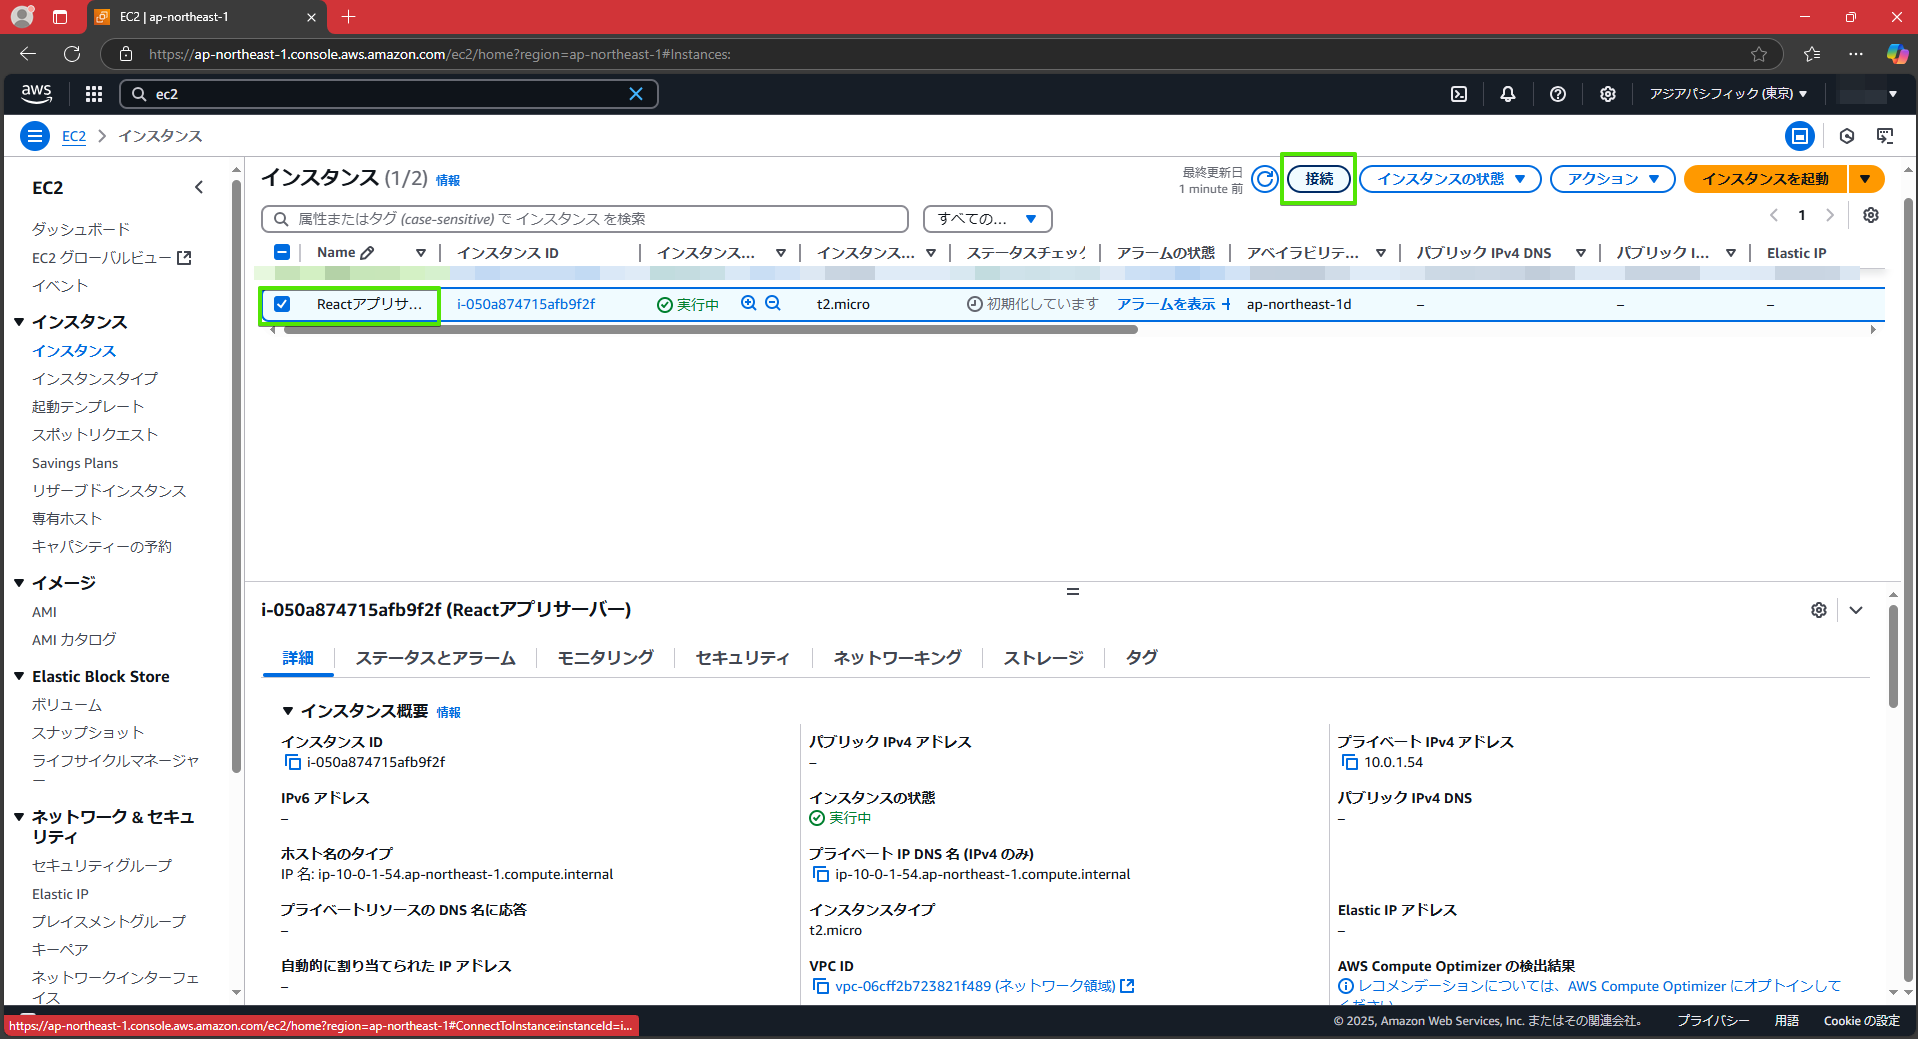 EC2 | ap-northeast-1
https://ap-northeast-1.console.aws.amazon.com/ec2/home?region=ap-northeast-1#Instances:
aws
ec2
アジアパシフィック (東京)
EC2
インスタンス
EC2
ダッシュボード
EC2 グローバルビュー
イベント
インスタンス
インスタンス
インスタンスタイプ
起動テンプレート
スポットリクエスト
Savings Plans
リザーブドインスタンス
専有ホスト
キャパシティーの予約
イメージ
AMI
AMI カタログ
Elastic Block Store
ボリューム
スナップショット
ライフサイクルマネージャ
ー
ネットワーク & セキュ
リティ
セキュリティグループ
Elastic IP
プレイスメントグループ
キーペア
ネットワークインターフェ
イス
インスタンス (1/2) 情報
最終更新日
1 minute 前
接続
インスタンスの状態
アクション
インスタンスを起動
属性またはタグ (case-sensitive) で インスタンス を検索
すべての...
1
Name
インスタンス ID
インスタンス...
インスタンス...
ステータスチェック
アラームの状態
アベイラビリテ...
パブリック IPv4 DNS
パブリック I...
Elastic IP
Reactアプリサ...
i-050a874715afb9f2f
実行中
t2.micro
初期化しています
アラームを表示 +
ap-northeast-1d
–
–
–
i-050a874715afb9f2f (Reactアプリサーバー)
詳細
ステータスとアラーム
モニタリング
セキュリティ
ネットワーキング
ストレージ
タグ
インスタンス概要 情報
インスタンス ID
i-050a874715afb9f2f
パブリック IPv4 アドレス
–
プライベート IPv4 アドレス
10.0.1.54
IPv6 アドレス
–
インスタンスの状態
実行中
パブリック IPv4 DNS
–
ホスト名のタイプ
IP 名: ip-10-0-1-54.ap-northeast-1.compute.internal
プライベート IP DNS 名 (IPv4 のみ)
ip-10-0-1-54.ap-northeast-1.compute.internal
プライベートリソースの DNS 名に応答
–
インスタンスタイプ
t2.micro
Elastic IP アドレス
–
自動的に割り当てられた IP アドレス
–
VPC ID
vpc-06cff2b723821f489 (ネットワーク領域)
AWS Compute Optimizer の検出結果
レコメンデーションについては、AWS Compute Optimizer にオプトインして
ください
https://ap-northeast-1.console.aws.amazon.com/ec2/home?region=ap-northeast-1#ConnectToInstance:instanceId=i...
© 2025, Amazon Web Services, Inc. またはその関連会社。
プライバシー
用語
Cookie の設定